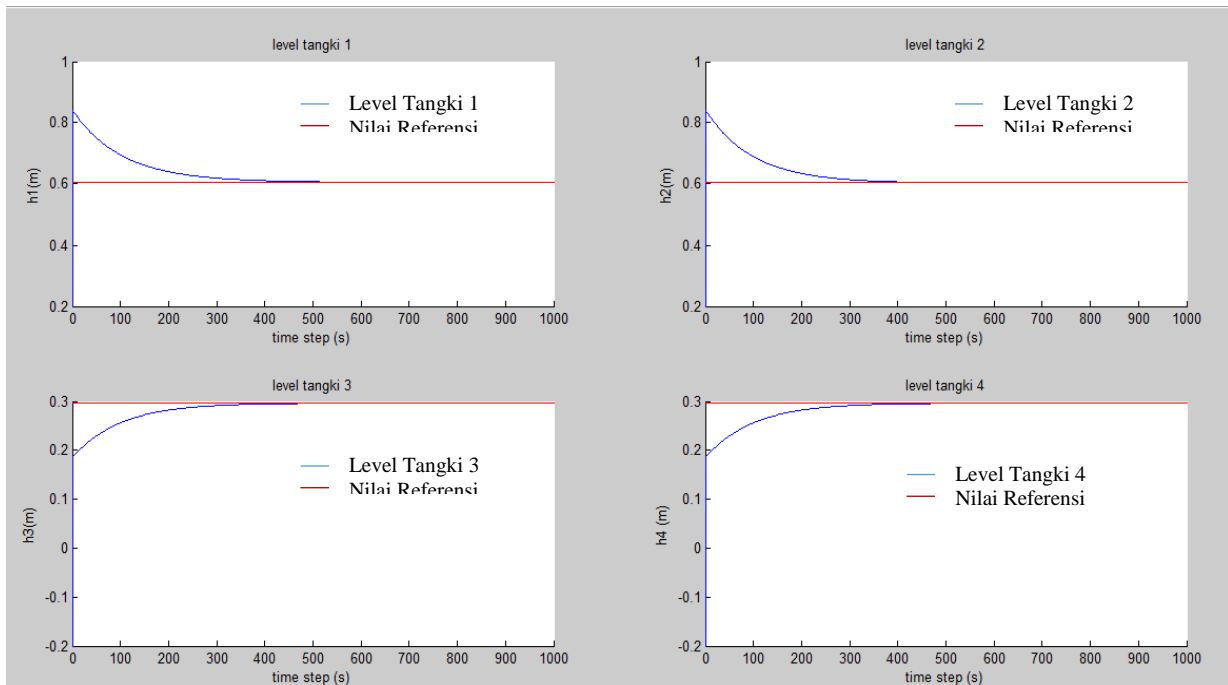 level tangki 1
1
0.8
0.6
0.4
0.2
h1(m)
Level Tangki 1
Nilai Referensi
0 100 200 300 400 500 600 700 800 900 1000
time step (s)
level tangki 2
1
0.8
0.6
0.4
0.2
h2(m)
Level Tangki 2
Nilai Referensi
0 100 200 300 400 500 600 700 800 900 1000
time step (s)
level tangki 3
0.3
0.2
0.1
0
-0.1
-0.2
h3(m)
Level Tangki 3
Nilai Referensi
0 100 200 300 400 500 600 700 800 900 1000
time step (s)
level tangki 4
0.3
0.2
0.1
0
-0.1
-0.2
h4 (m)
Level Tangki 4
Nilai Referensi
0 100 200 300 400 500 600 700 800 900 1000
time step (s)